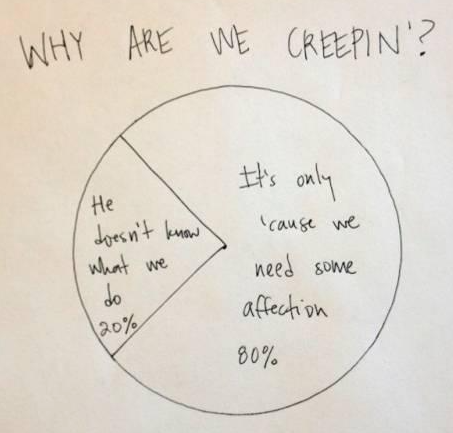 WHY ARE WE CREEPIN'?
He
doesn't know
what we
do
20%
It's only
'cause we
need some
affection
80%